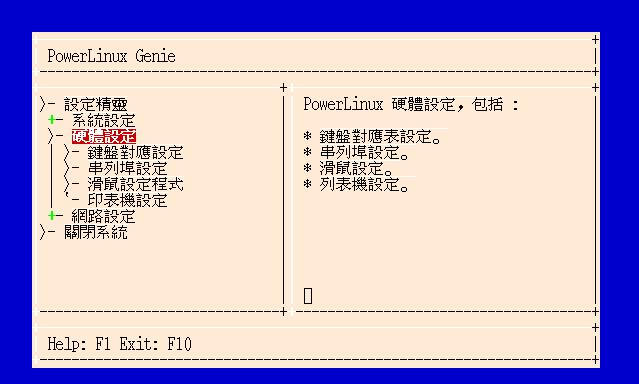 PowerLinux Genie
設定精靈
系統設定
硬體設定
鍵盤對應設定
串列埠設定
滑鼠設定程式
印表機設定
網路設定
關閉系統
PowerLinux 硬體設定，包括 :
* 鍵盤對應表設定。
* 串列埠設定。
* 滑鼠設定。
* 列表機設定。
Help: F1 Exit: F10